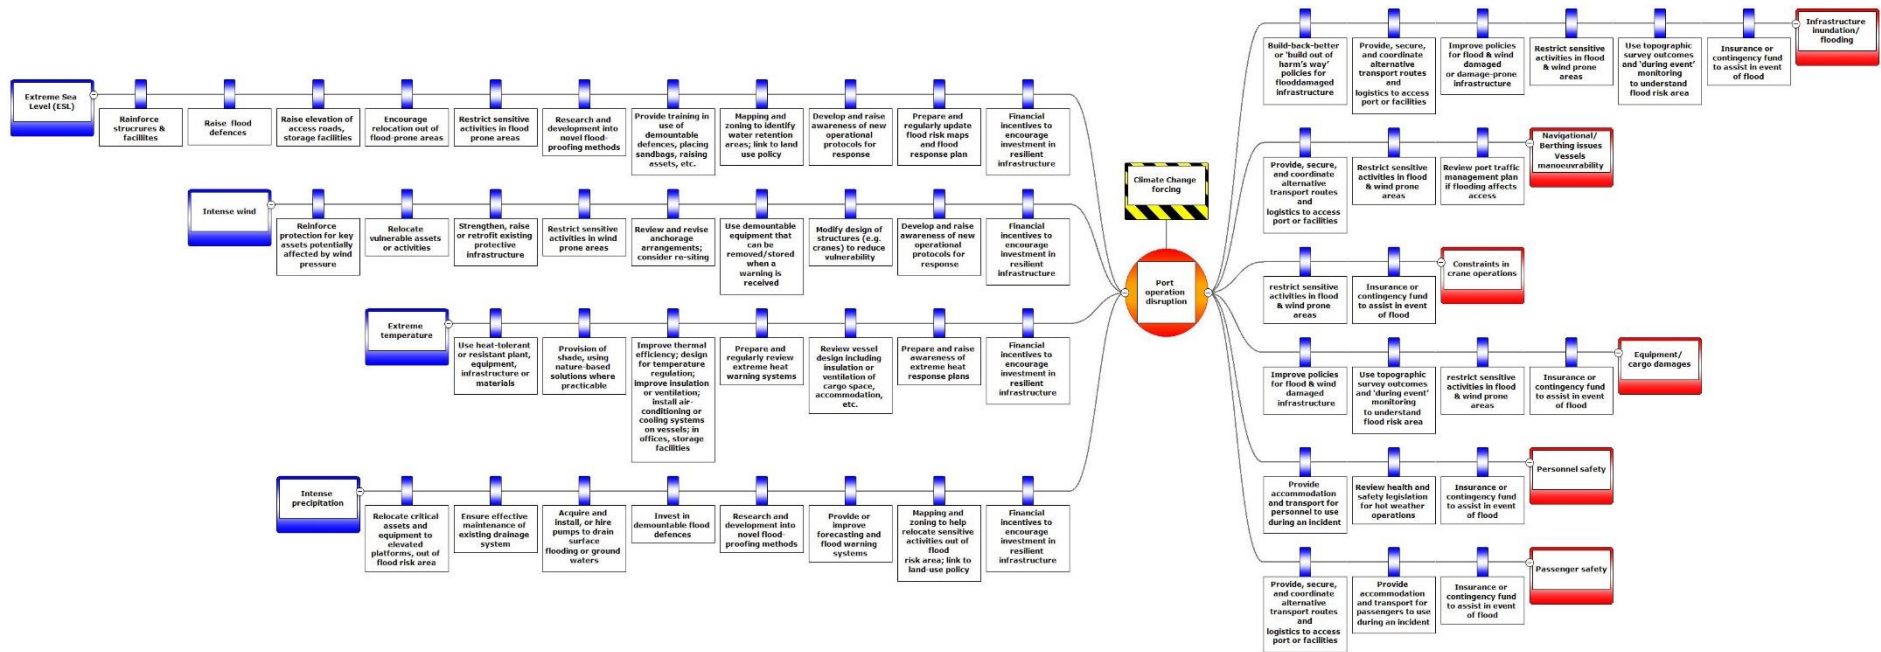 Extreme Sea
Level (ESL)
Reinforce
strucrures &
facilites
Raise flood
defences
Raise elevation of
access roads,
storage facilities
Encourage
relocation out of
flood-prone areas
Restrict sensitive
activities in flood
prone areas
Research and
development into
novel flood-
proofing methods
Provide training in
use of
demountable
defences, placing
sandbags, raising
assets, etc.
Mapping and
zoning to identify
water retention
areas; link to land
use policy
Develop and raise
awareness of new
operational
protocols for
response
Prepare and
regularly update
flood risk maps
and flood
response plan
Financial
incentives to
encourage
investment in
resilient
infrastructure
Intense wind
Reinforce
protection for key
assets potentially
affected by wind
pressure
Relocate
vulnerable assets
or activities
Strengthen, raise
or retrofit existing
protective
infrastructure
Restrict sensitive
activities in wind
prone areas
Review and revise
anchorage
arrangements;
consider re-siting
Use demountable
equipment that
can be
removed/stored
when a
warning is
received
Modify design of
structures (e.g.
cranes) to reduce
vulnerability
Develop and raise
awareness of new
operational
protocols for
response
Financial
incentives to
encourage
investment in
resilient
infrastructure
Extreme
temperature
Use heat-tolerant
or resistant plant,
equipment,
infrastructure or
materials
Provision of
shade, using
nature-based
solutions where
practicable
Improve thermal
efficiency; design
for temperature
regulation;
improve insulation
or ventilation;
install air-
conditioning or
cooling systems
on vessels; in
offices, storage
facilities
Prepare and
regularly review
extreme heat
warning systems
Review vessel
design including
insulation or
ventilation of
cargo space,
accommodation,
etc.
Prepare and raise
awareness of
extreme heat
response plans
Financial
incentives to
encourage
investment in
resilient
infrastructure
Intense
precipitation
Relocate critical
assets and
equipment to
elevated
platforms, out of
flood risk area
Ensure effective
maintenance of
existing drainage
system
Acquire and
install, or hire
pumps to drain
surface
flooding or ground
waters
Invest in
demountable flood
defences
Research and
development into
novel flood-
proofing methods
Provide or
improve
forecasting and
flood warning
systems
Mapping and
zoning to help
relocate sensitive
activities out of
flood
risk area; link to
land-use policy
Financial
incentives to
encourage
investment in
resilient
infrastructure
Climate Change
forcing
Port
operation
disruption
Build-back-better
or 'build out of
harm's way'
policies for
flooddamaged
infrastructure
Provide, secure,
and coordinate
alternative
transport routes
and
logistics to access
port or facilities
Improve policies
for flood & wind
damaged
or damage-prone
infrastructure
Restrict sensitive
activities in flood
& wind prone
areas
Use topographic
survey outcomes
and 'during event'
monitoring
to understand
flood risk area
Insurance or
contingency fund
to assist in event
of flood
Infrastructure
inundation/
flooding
Provide, secure,
and coordinate
alternative
transport routes
and
logistics to access
port or facilities
Restrict sensitive
activities in flood
& wind prone
areas
Review port traffic
management plan
if flooding affects
access
Navigational/
Berthing issues
Vessels
manoeuvrability
restrict sensitive
activities in flood
& wind prone
areas
Insurance or
contingency fund
to assist in event
of flood
Constraints in
crane operations
Improve policies
for flood & wind
damaged
infrastructure
Use topographic
survey outcomes
and 'during event'
monitoring
to understand
flood risk area
restrict sensitive
activities in flood
& wind prone
areas
Insurance or
contingency fund
to assist in event
of flood
Equipment/
cargo damages
Provide
accommodation
and transport for
personnel to use
during an incident
Review health and
safety legislation
for hot weather
operations
Insurance or
contingency fund
to assist in event
of flood
Personnel safety
Provide, secure,
and coordinate
alternative
transport routes
and
logistics to access
port or facilities
Provide
accommodation
and transport for
passengers to use
during an incident
Insurance or
contingency fund
to assist in event
of flood
Passenger safety